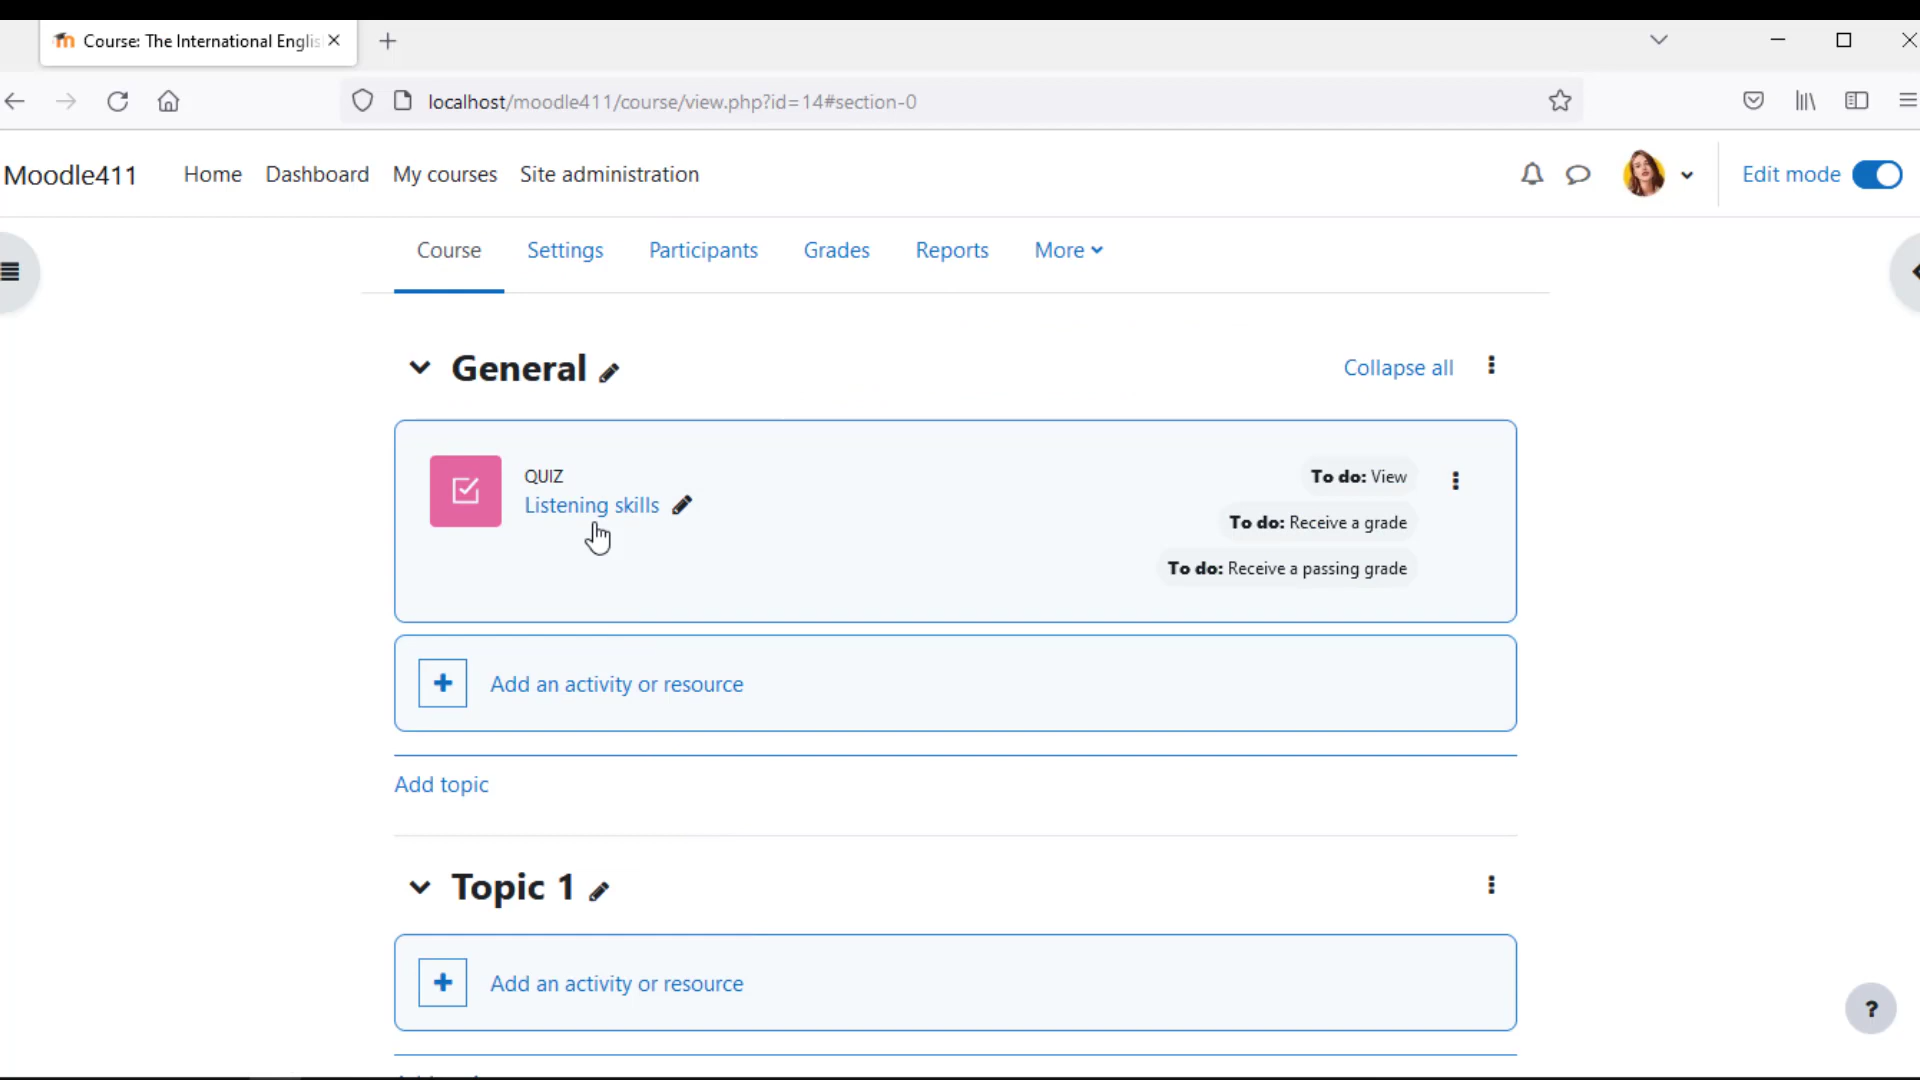 Course: The International Englis
localhost/moodle411/course/view.php?id=14#section-0
Moodle411 Home Dashboard My courses Site administration Edit mode
Course Settings Participants Grades Reports More
General Collapse all
QUIZ
Listening skills
To do: View
To do: Receive a grade
To do: Receive a passing grade
+ Add an activity or resource
Add topic
Topic 1
+ Add an activity or resource
?